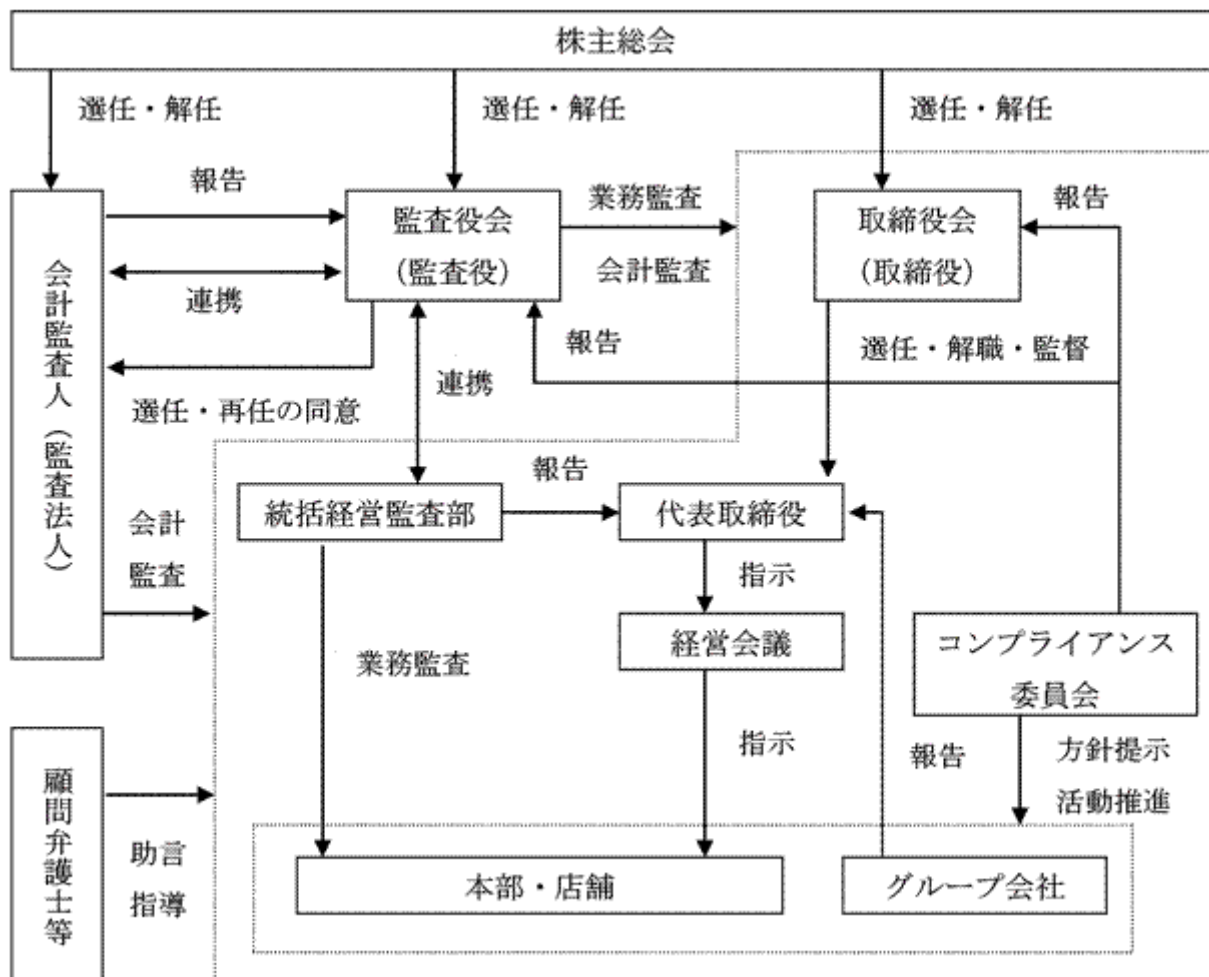 株主総会
選任・解任
選任・解任
選任・解任
報告
監査役会
(監査役)
業務監査
会計監査
取締役会
(取締役)
報告
会計監査人(監査法人)
連携
報告
選任・解職・監督
連携
選任・再任の同意
報告
統括経営監査部
代表取締役
会計
監査
指示
経営会議
コンプライアンス
委員会
業務監査
指示
報告
方針提示
活動推進
顧問弁護士等
助言
指導
本部・店舗
グループ会社